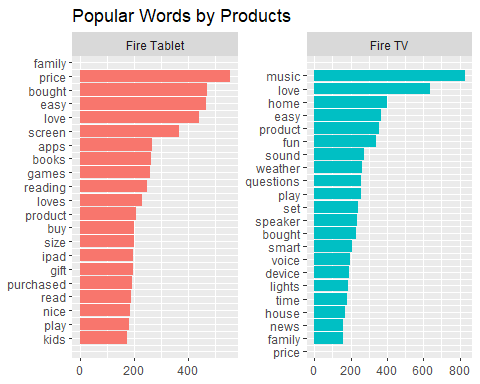 Popular Words by Products
Fire Tablet
family
price
bought
easy
love
screen
apps
books
games
reading
loves
product
buy
size
ipad
gift
purchased
read
nice
play
kids
0
200
400
Fire TV
music
love
home
easy
product
fun
sound
weather
questions
play
set
speaker
bought
smart
voice
device
lights
time
house
news
family
price
0
200
400
600
800